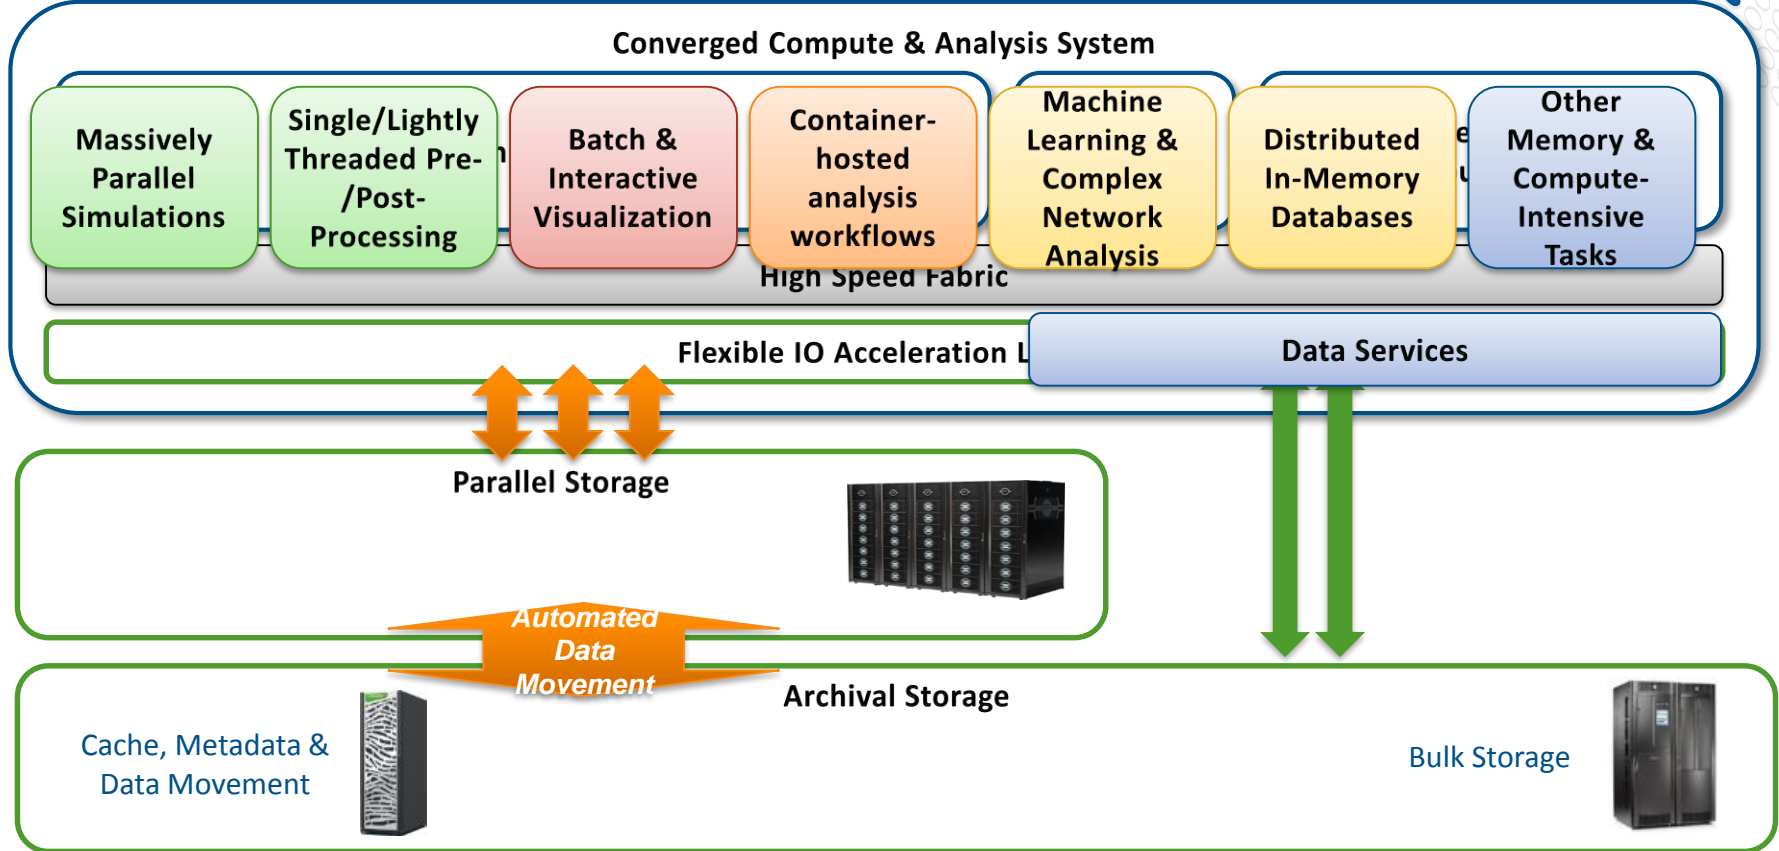 Converged Compute & Analysis System
Massively
Parallel
Simulations
Single/Lightly
Threaded Pre-
/Post-
Processing
Batch &
Interactive
Visualization
Container-
hosted
analysis
workflows
Machine
Learning &
Complex
Network
Analysis
Distributed
In-Memory
Databases
Other
Memory &
Compute-
Intensive
Tasks
High Speed Fabric
Flexible IO Acceleration L
Data Services
Parallel Storage
Automated
Data
Movement
Archival Storage
Cache, Metadata &
Data Movement
Bulk Storage